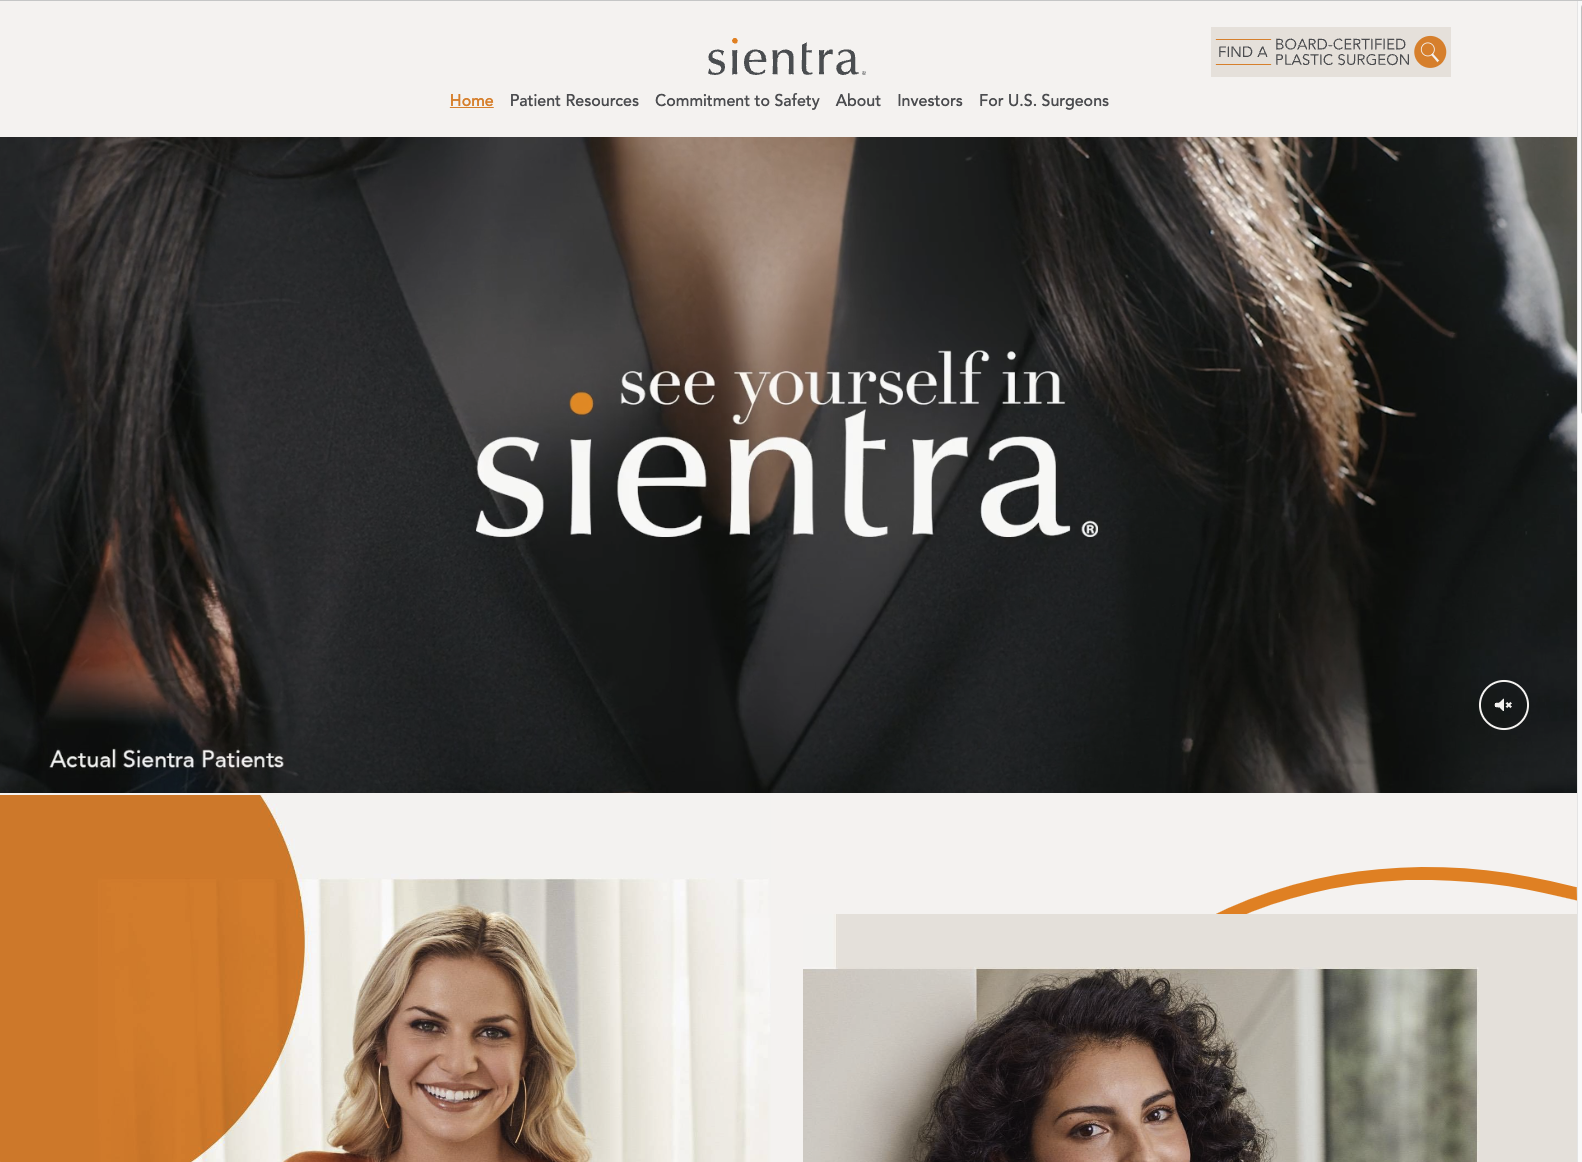 sientra.
FIND A BOARD-CERTIFIED
PLASTIC SURGEON
Home Patient Resources Commitment to Safety About Investors For U.S. Surgeons
see yourself in
sientra®
Actual Sientra Patients